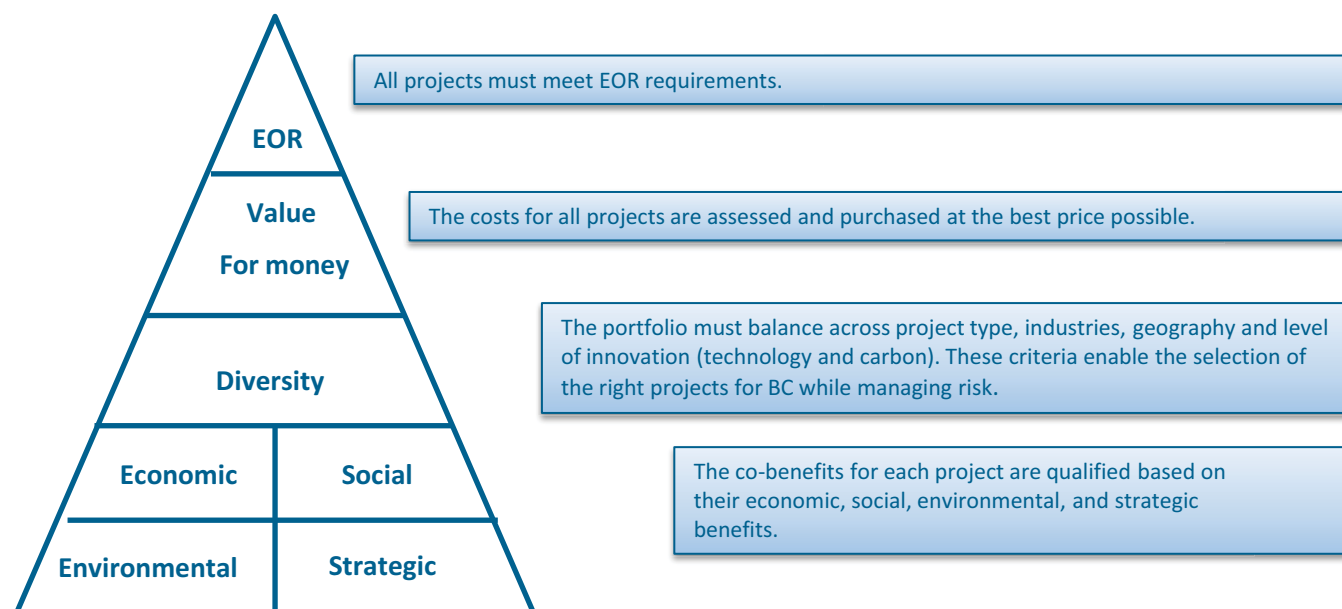 EOR
All projects must meet EOR requirements.
Value
For money
The costs for all projects are assessed and purchased at the best price possible.
Diversity
The portfolio must balance across project type, industries, geography and level
of innovation (technology and carbon). These criteria enable the selection of
the right projects for BC while managing risk.
Economic
Social
Environmental
Strategic
The co-benefits for each project are qualified based on
their economic, social, environmental, and strategic
benefits.